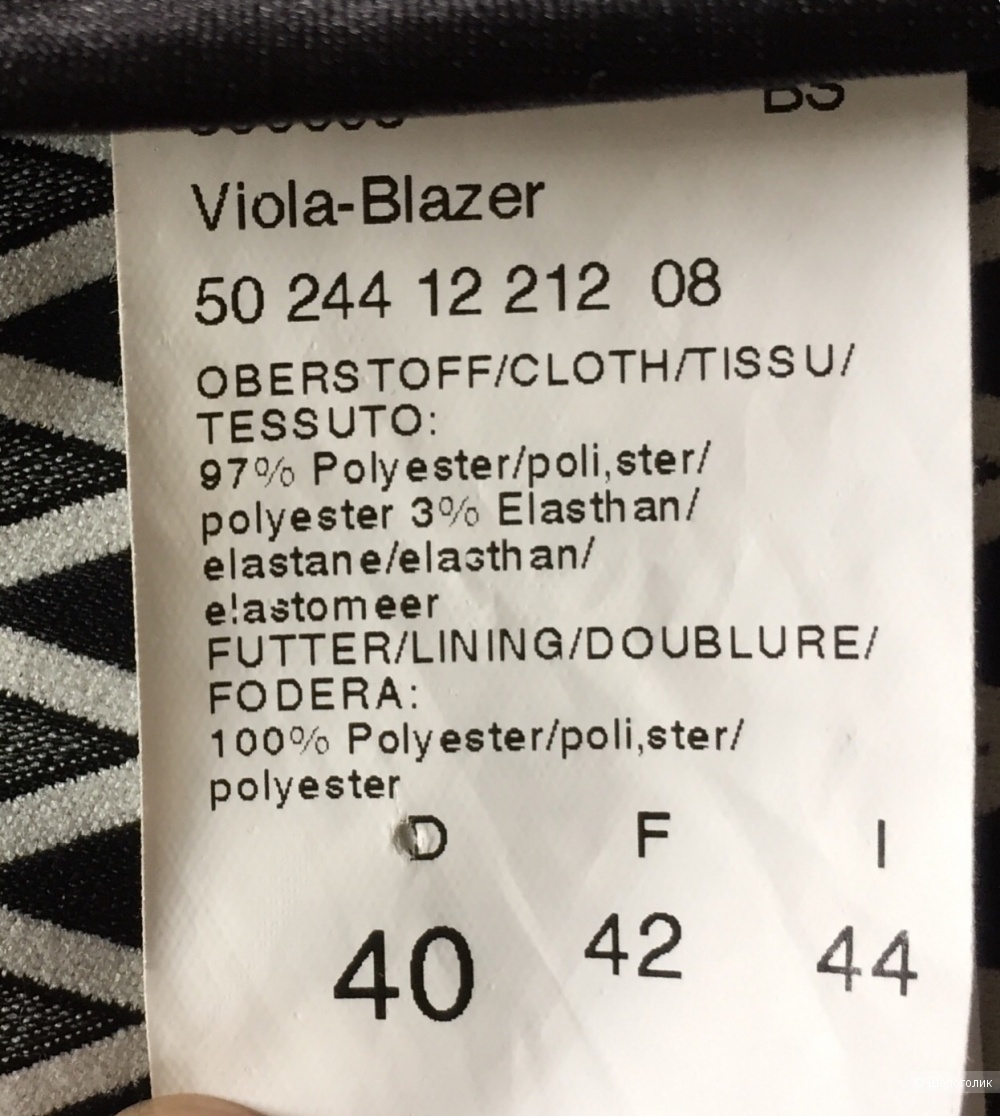 BS
Viola-Blazer
50 244 12 212 08
OBERSTOFF/CLOTH/TISSU/
TESSUTO:
97% Polyester/poli,ster/
polyester 3% Elasthan/
elastane/elasthan/
elastomeer
FUTTER/LINING/DOUBLURE/
FODERA:
100% Polyester/poli,ster/
polyester
D F I
40 42 44